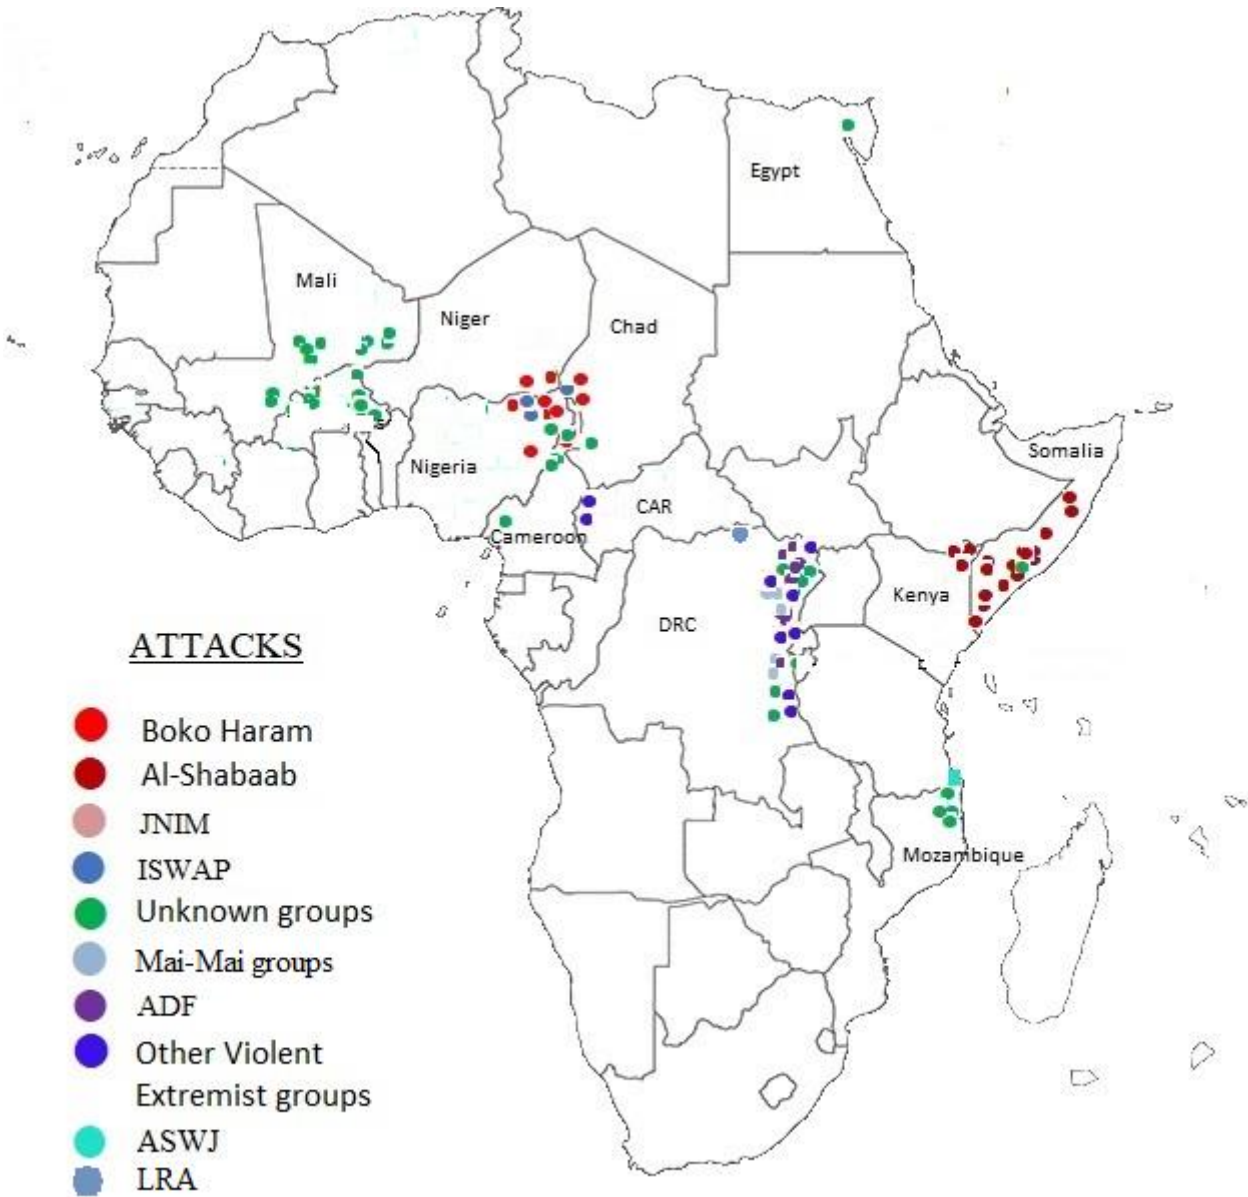 Egypt
Mali
Niger
Chad
Nigeria
Somalia
CAR
Cameroon
Kenya
DRC
Mozambique
ATTACKS
Boko Haram
Al-Shabaab
JNIM
ISWAP
Unknown groups
Mai-Mai groups
ADF
Other Violent
Extremist groups
ASWJ
LRA